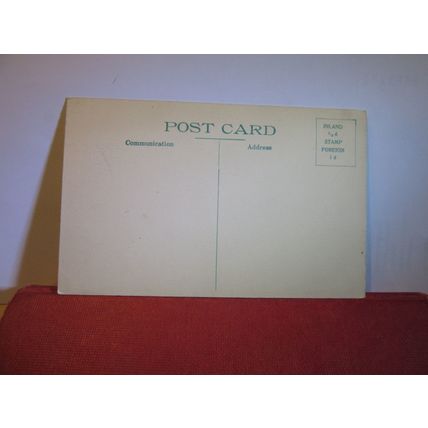 POST CARD
Communication
Address
INLAND
½d
STAMP
FOREIGN
1d